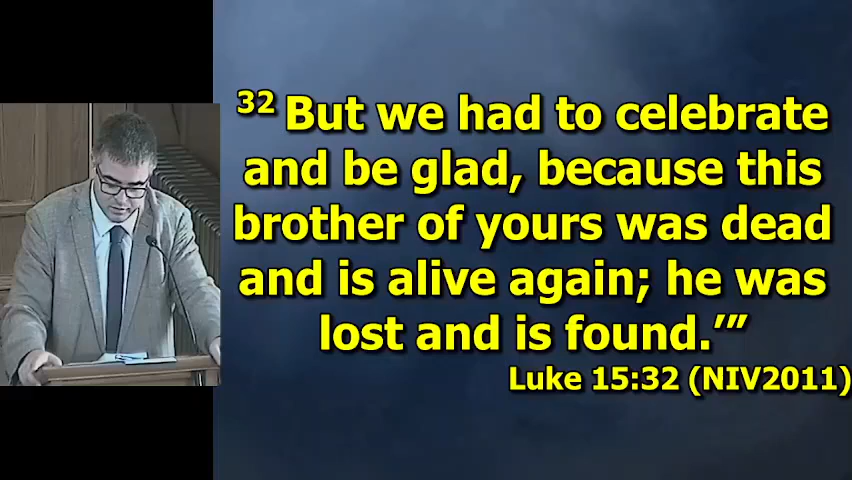 32 But we had to celebrate
and be glad, because this
brother of yours was dead
and is alive again; he was
lost and is found.’”
Luke 15:32 (NIV2011)